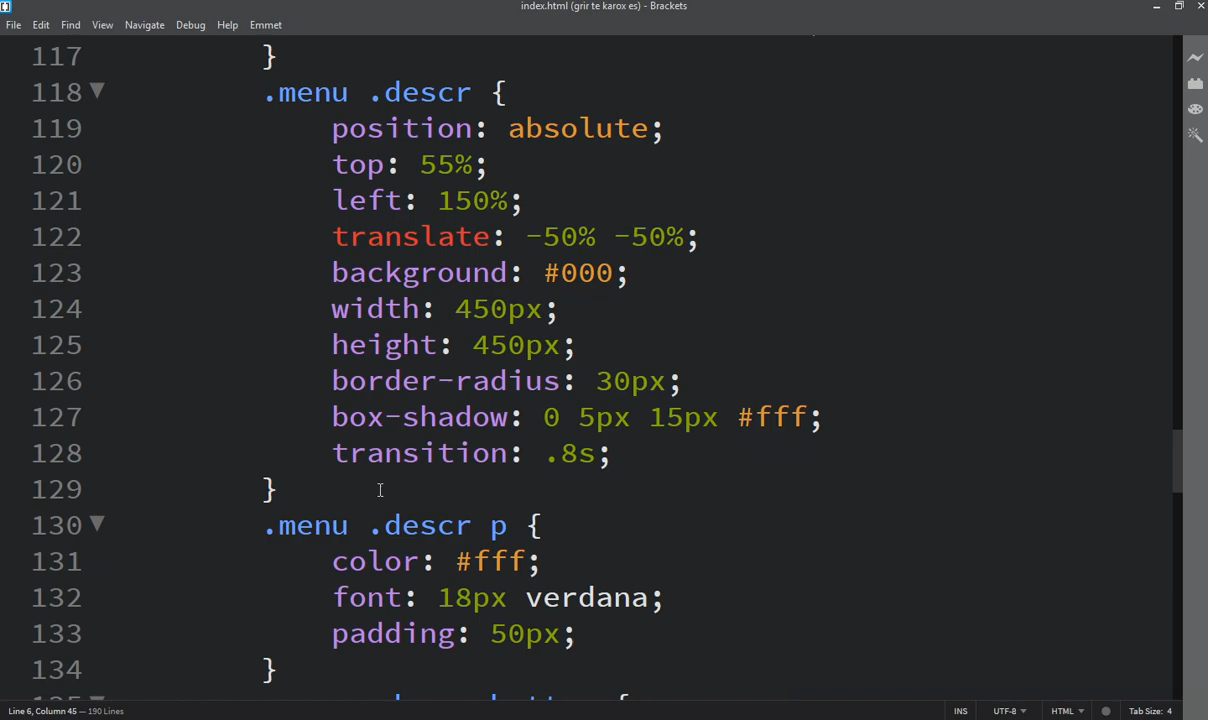 index.html (grir te karox es) - Brackets
File Edit Find View Navigate Debug Help Emmet
117 }
118 .menu .descr {
119 position: absolute;
120 top: 55%;
121 left: 150%;
122 translate: -50% -50%;
123 background: #000;
124 width: 450px;
125 height: 450px;
126 border-radius: 30px;
127 box-shadow: 0 5px 15px #fff;
128 transition: .8s;
129 }
130 .menu .descr p {
131 color: #fff;
132 font: 18px verdana;
133 padding: 50px;
134 }
Line 6, Column 45 — 190 Lines INS UTF-8 HTML Tab Size: 4